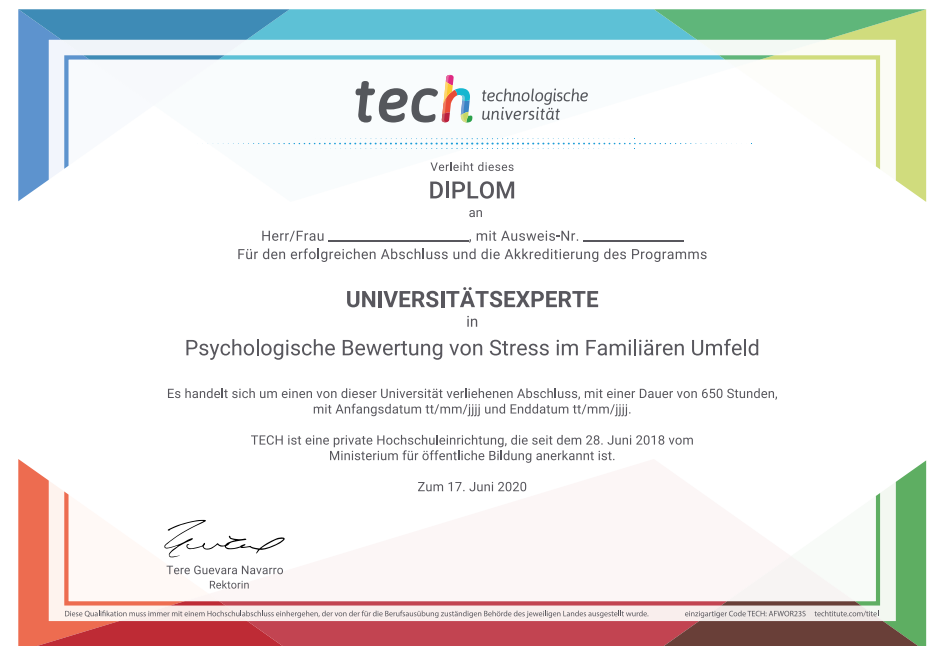 tech technologische
universität
Verleiht dieses
DIPLOM
an
Herr/Frau ____________________, mit Ausweis-Nr. ______________
Für den erfolgreichen Abschluss und die Akkreditierung des Programms
UNIVERSITÄTSEXPERTE
in
Psychologische Bewertung von Stress im Familiären Umfeld
Es handelt sich um einen von dieser Universität verliehenen Abschluss, mit einer Dauer von 650 Stunden,
mit Anfangsdatum tt/mm/jjjj und Enddatum tt/mm/jjjj.
TECH ist eine private Hochschuleinrichtung, die seit dem 28. Juni 2018 vom
Ministerium für öffentliche Bildung anerkannt ist.
Zum 17. Juni 2020
Tere Guevara Navarro
Rektorin
Diese Qualifikation muss immer mit einem Hochschulabschluss einhergehen, der von der für die Berufsausübung zuständigen Behörde des jeweiligen Landes ausgestellt wurde. einzigartiger Code TECH: AFWOR23S techtitute.com/titel